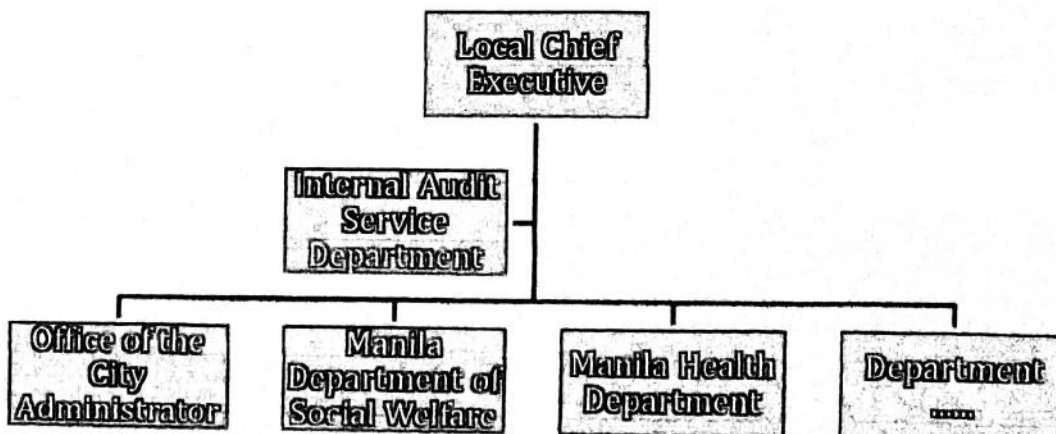 Local Chief
Executive
Internal Audit
Service
Department
Office of the
City
Administrator
Manila
Department of
Social Welfare
Manila Health
Department
Department
......